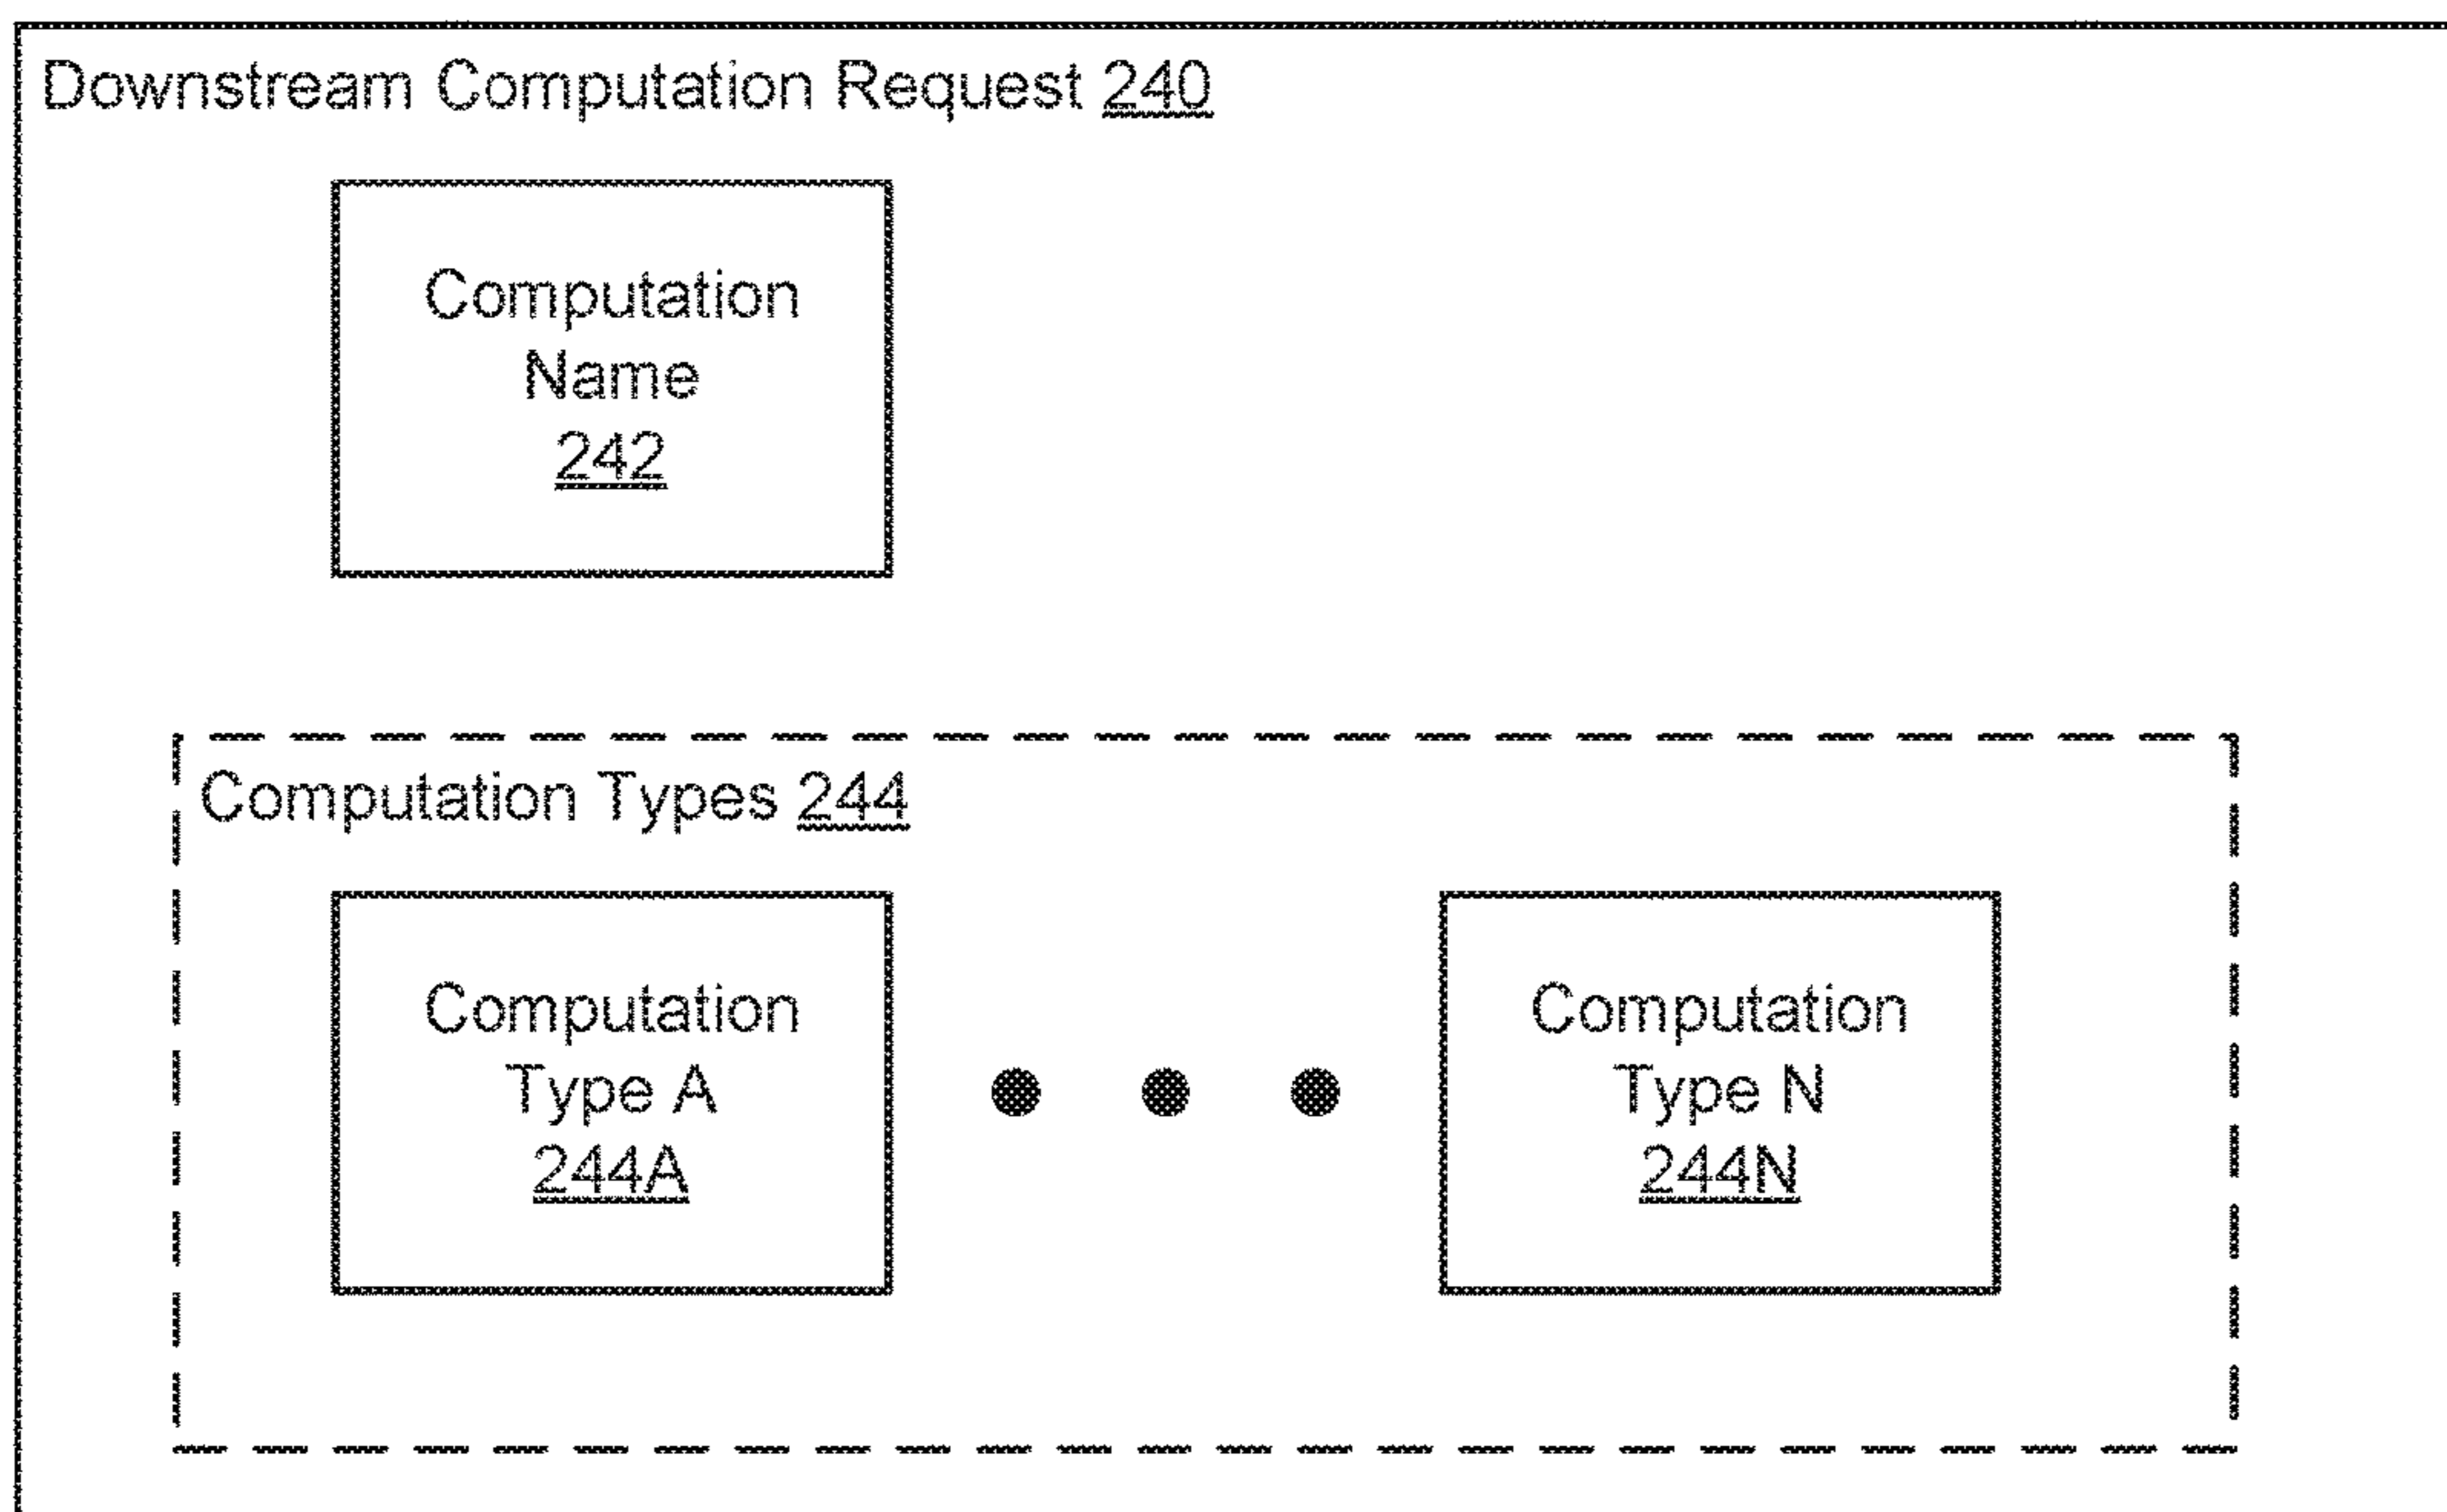 Downstream Computation Request 240
Computation
Name
242
Computation Types 244
Computation
Type A
244A
Computation
Type N
244N